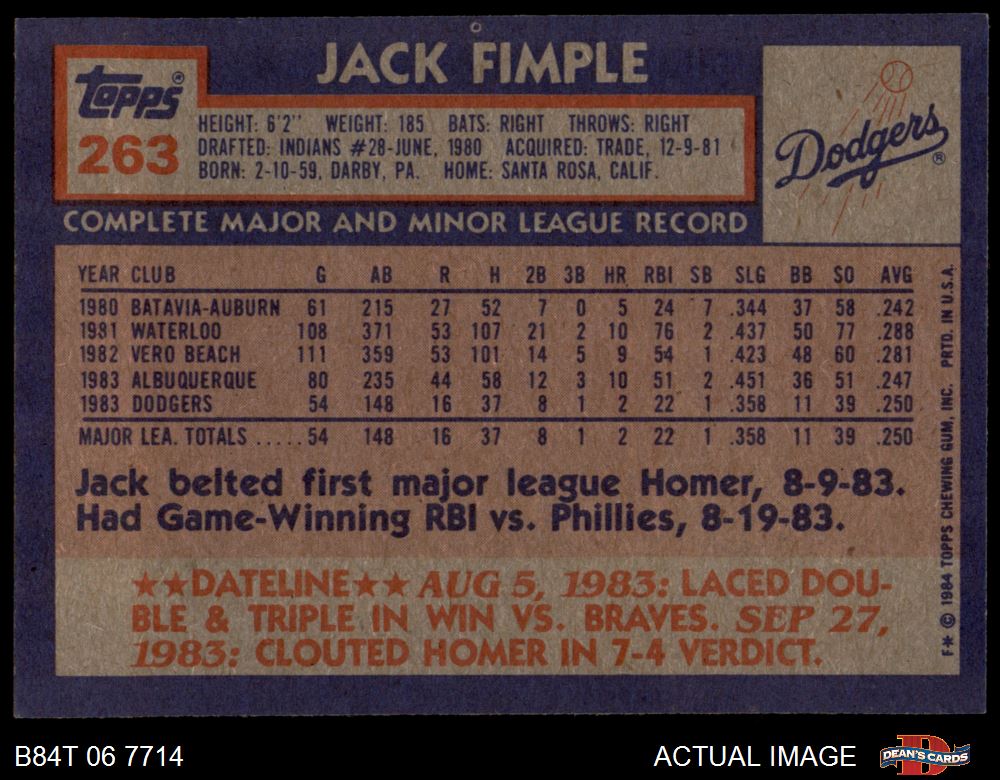 JACK FIMPLE
Topps®
263
HEIGHT: 6'2" WEIGHT: 185 BATS: RIGHT THROWS: RIGHT
DRAFTED: INDIANS #28-JUNE, 1980 ACQUIRED: TRADE, 12-9-81
BORN: 2-10-59, DARBY, PA. HOME: SANTA ROSA, CALIF.
Dodgers®
COMPLETE MAJOR AND MINOR LEAGUE RECORD
YEAR CLUB G AB R H 2B 3B HR RBI SB SLG BB SO AVG
1980 BATAVIA-AUBURN 61 215 27 52 7 0 5 24 7 .344 37 58 .242
1981 WATERLOO 108 371 53 107 21 2 10 76 2 .437 50 77 .288
1982 VERO BEACH 111 359 53 101 14 5 9 54 1 .423 48 60 .281
1983 ALBUQUERQUE 80 235 44 58 12 3 10 51 2 .451 36 51 .247
1983 DODGERS 54 148 16 37 8 1 2 22 1 .358 11 39 .250
MAJOR LEA. TOTALS .....54 148 16 37 8 1 2 22 1 .358 11 39 .250
Jack belted first major league Homer, 8-9-83.
Had Game-Winning RBI vs. Phillies, 8-19-83.
★★DATELINE★★ AUG 5, 1983: LACED DOU-
BLE & TRIPLE IN WIN VS. BRAVES. SEP 27,
1983: CLOUTED HOMER IN 7-4 VERDICT.
F* © 1984 TOPPS CHEWING GUM, INC. PRTD. IN U.S.A.
B84T 06 7714
ACTUAL IMAGE
DEAN'S CARDS